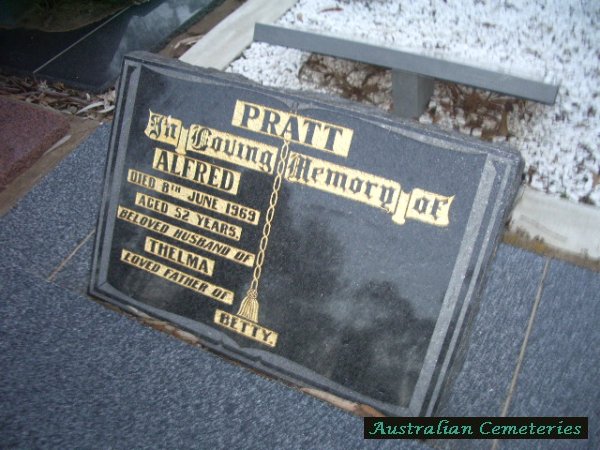 PRATT
In Loving Memory of
ALFRED
DIED 8TH JUNE 1969
AGED 52 YEARS.
BELOVED HUSBAND OF
THELMA
LOVED FATHER OF
BETTY.
Australian Cemeteries